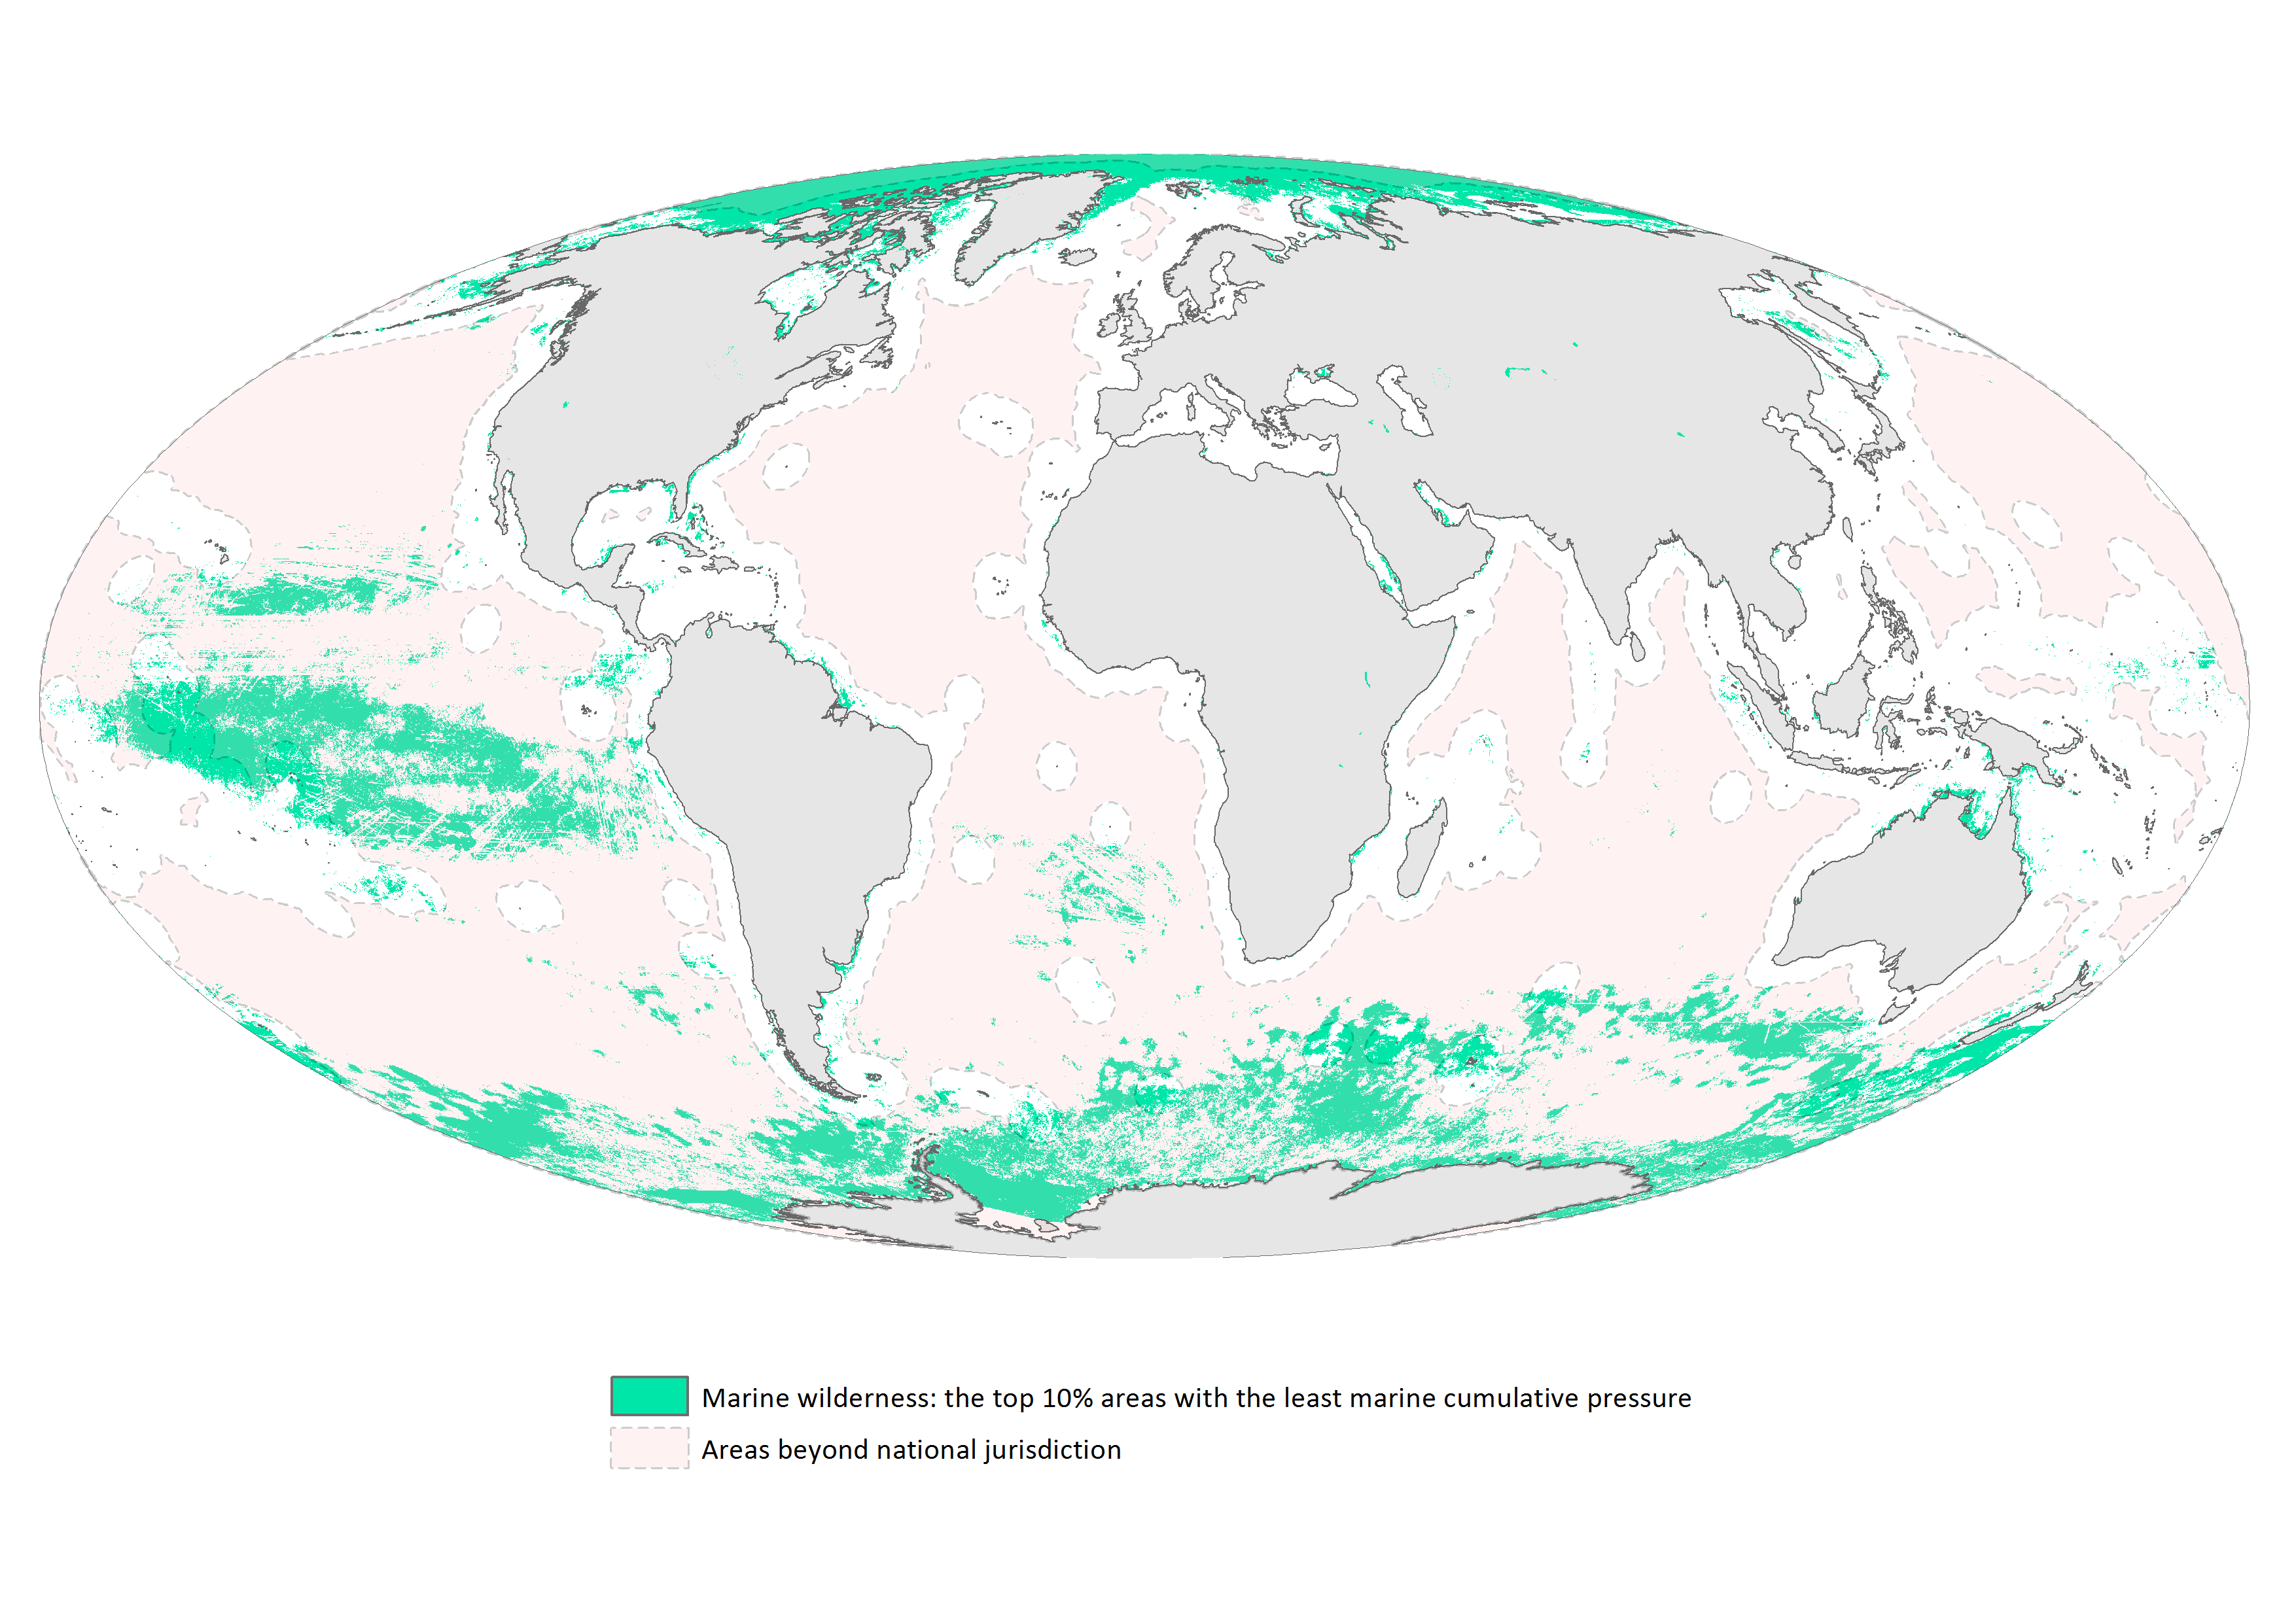 Marine wilderness: the top 10% areas with the least marine cumulative pressure
Areas beyond national jurisdiction